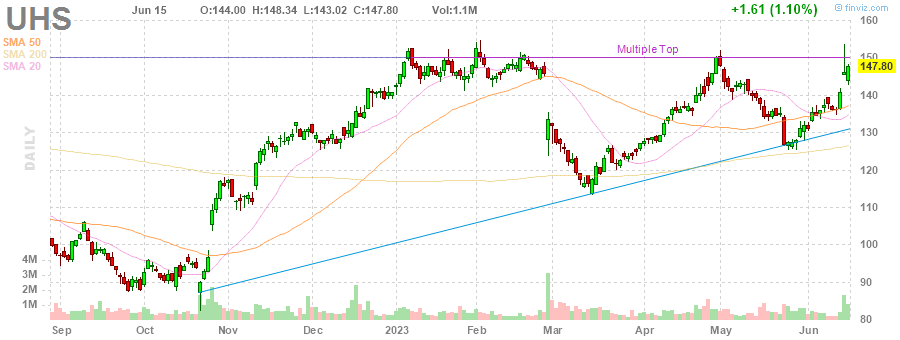 UHS Jun 15 O:144.00 H:148.34 L:143.02 C:147.80 Vol:1.1M +1.61 (1.10%) @ finviz.com
SMA 50
SMA 200
SMA 20
Multiple Top
160
150
147.80
140
130
120
110
100
90
80
DAILY
4M
3M
2M
1M
Sep Oct Nov Dec 2023 Feb Mar Apr May Jun